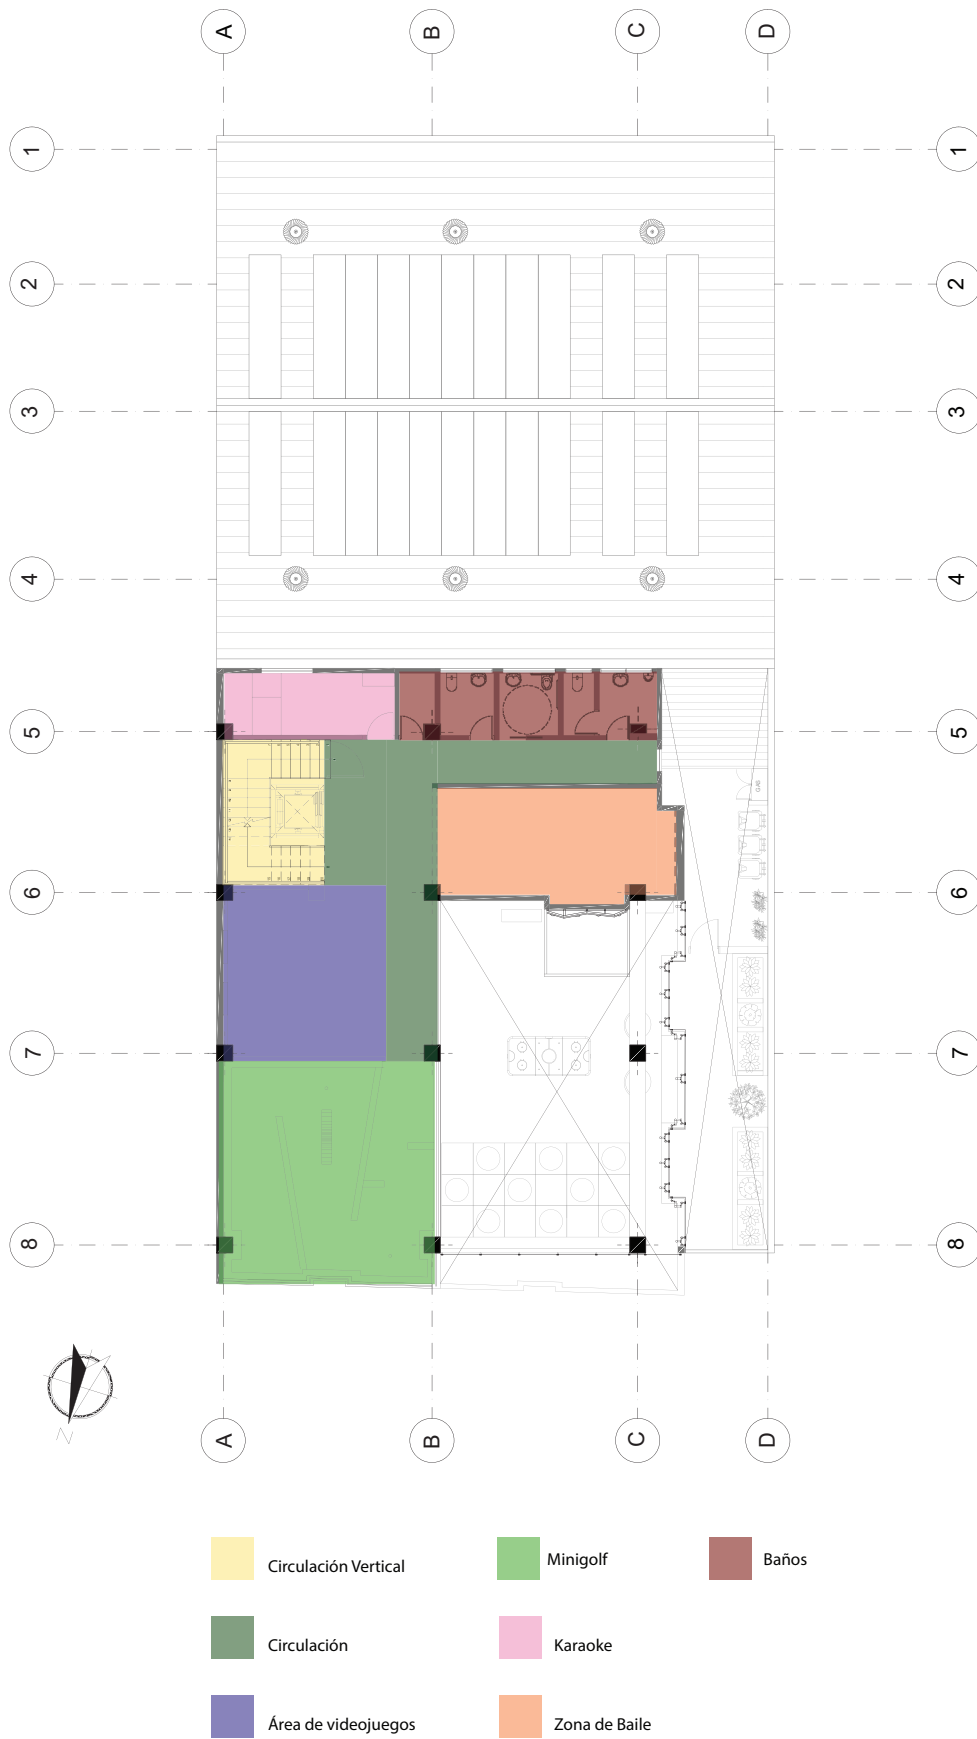 A B C D
1 1
2 2
3 3
4 4
5 5
GAS
6 6
7 7
8 8
N
A B C D
Circulación Vertical
Minigolf
Baños
Circulación
Karaoke
Área de videojuegos
Zona de Baile